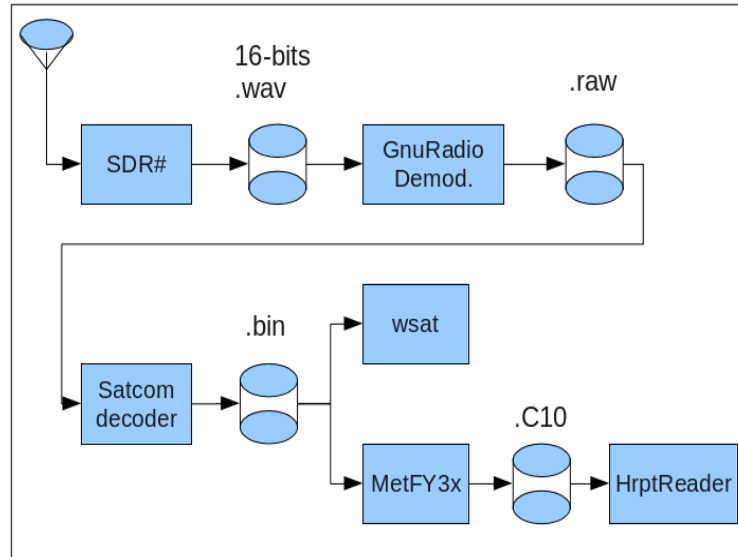 16-bits
.wav
.raw
SDR#
GnuRadio
Demod.
.bin
wsat
Satcom
decoder
.C10
MetFY3x
HrptReader